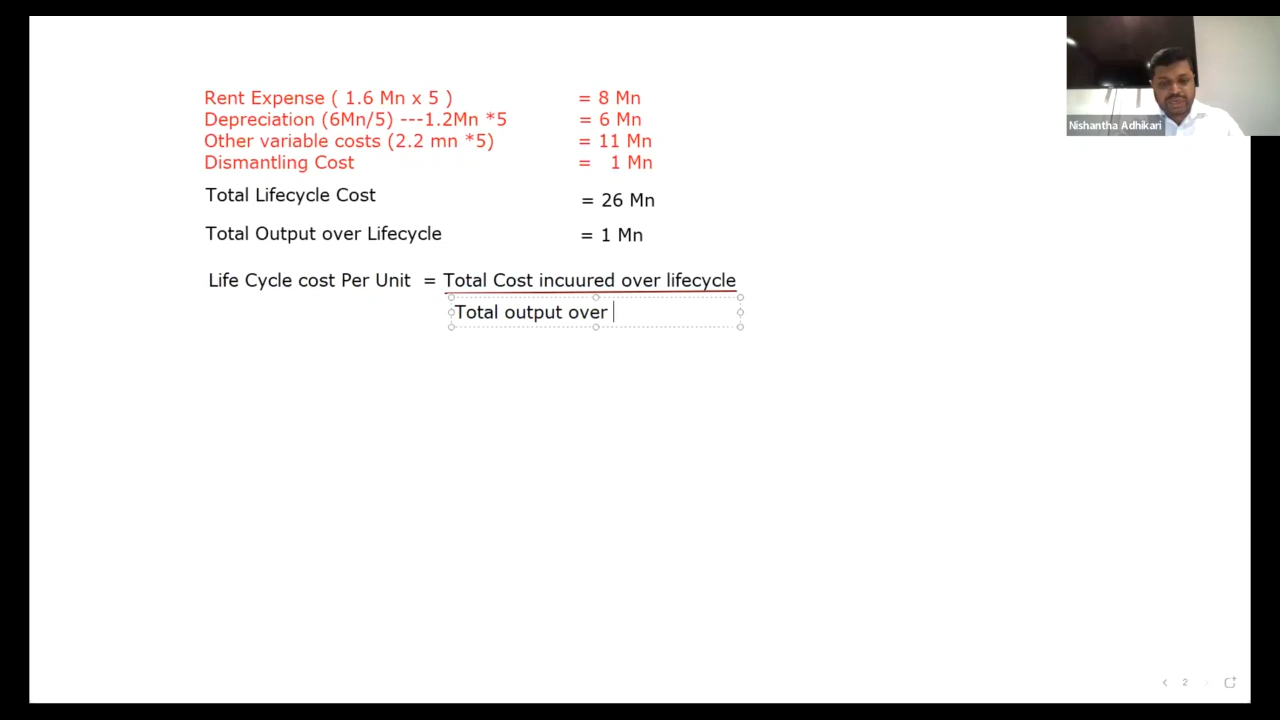 Nishantha Adhikari
Rent Expense ( 1.6 Mn x 5 ) = 8 Mn
Depreciation (6Mn/5) ---1.2Mn *5 = 6 Mn
Other variable costs (2.2 mn *5) = 11 Mn
Dismantling Cost = 1 Mn
Total Lifecycle Cost = 26 Mn
Total Output over Lifecycle = 1 Mn
Life Cycle cost Per Unit = Total Cost incuured over lifecycle
Total output over
2